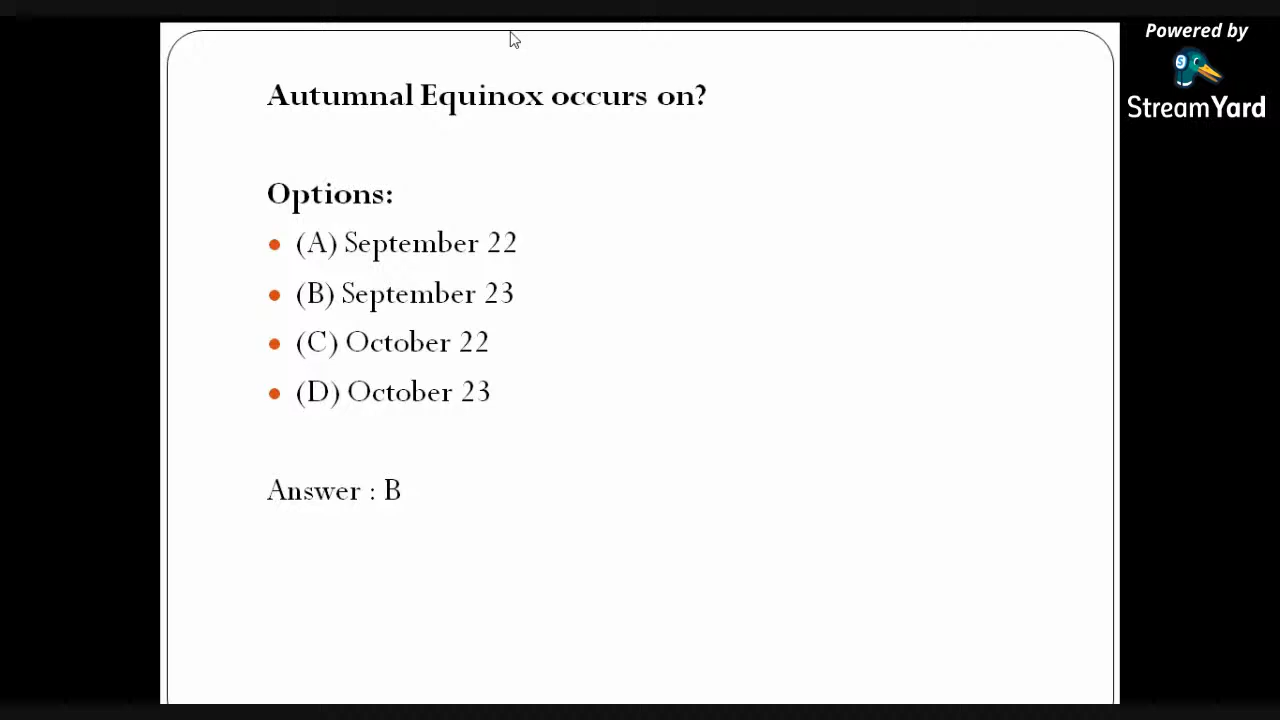 Powered by
StreamYard
Autumnal Equinox occurs on?
Options:
(A) September 22
(B) September 23
(C) October 22
(D) October 23
Answer : B